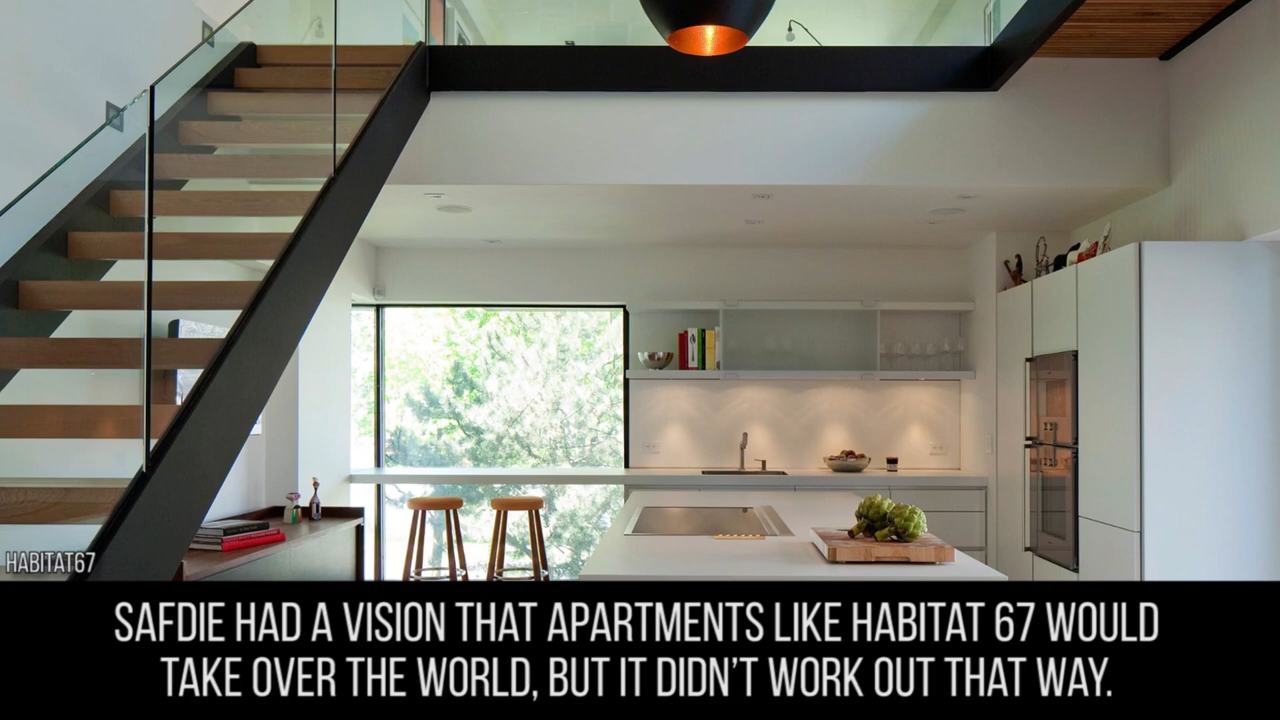 HABITAT67
SAFDIE HAD A VISION THAT APARTMENTS LIKE HABITAT 67 WOULD
TAKE OVER THE WORLD, BUT IT DIDN'T WORK OUT THAT WAY.